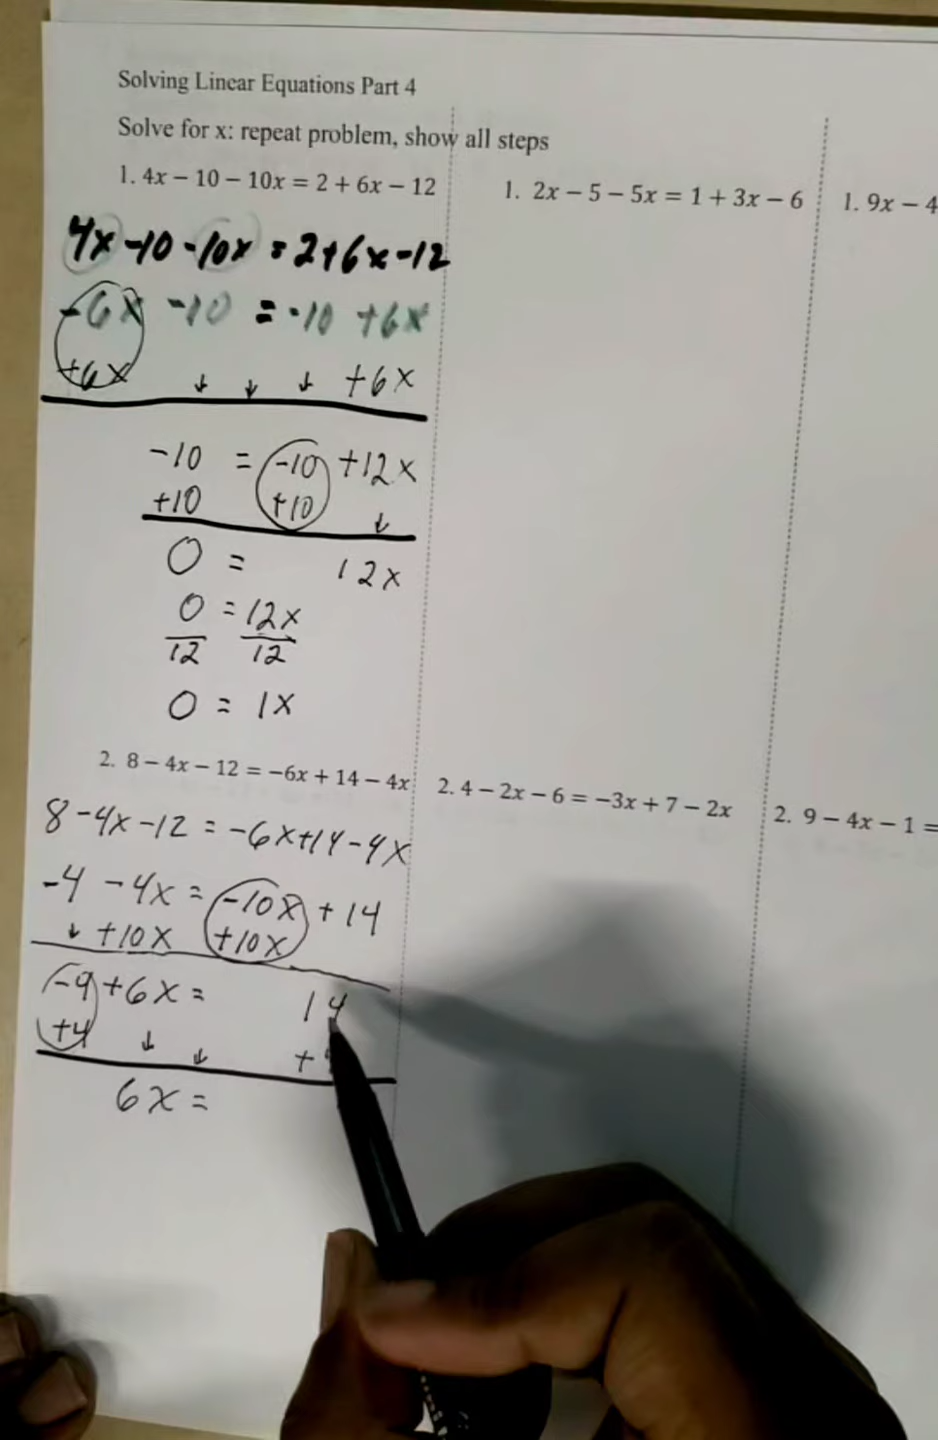 Solving Linear Equations Part 4
Solve for x: repeat problem, show all steps
1. 4x – 10 – 10x = 2 + 6x – 12
1. 2x – 5 – 5x = 1 + 3x – 6
1. 9x – 4
4x -10 -10x = 2+6x-12
-6x -10 = -10 +6x
+6x ↓ ↓ ↓ +6x
-10 = -10 +12x
+10 +10 ↓
0 = 12x
0 = 12x
12 12
0 = 1x
2. 8 – 4x – 12 = –6x + 14 – 4x
2. 4 – 2x – 6 = –3x + 7 – 2x
2. 9 – 4x – 1 =
8 -4x -12 = -6x+14-4x
-4 -4x = -10x + 14
↓ +10x +10x
-4 +6x = 14
+4 ↓ ↓ +
6x =